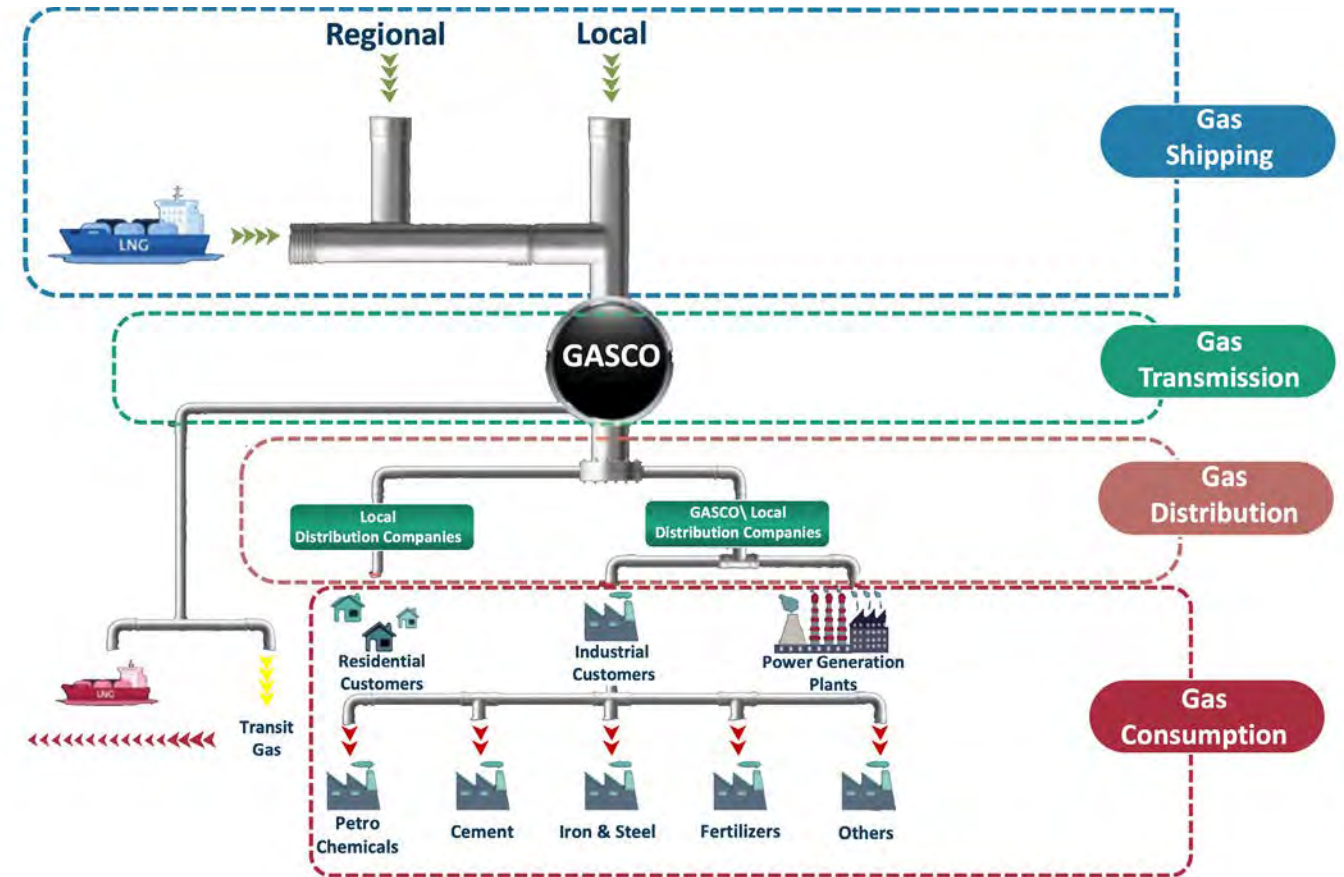 Regional
Local
Gas
Shipping
LNG
GASCO
Gas
Transmission
Gas
Distribution
Local
Distribution Companies
GASCO\ Local
Distribution Companies
Residential
Customers
Industrial
Customers
Power Generation
Plants
LNG
Transit
Gas
Gas
Consumption
Petro
Chemicals
Cement
Iron & Steel
Fertilizers
Others